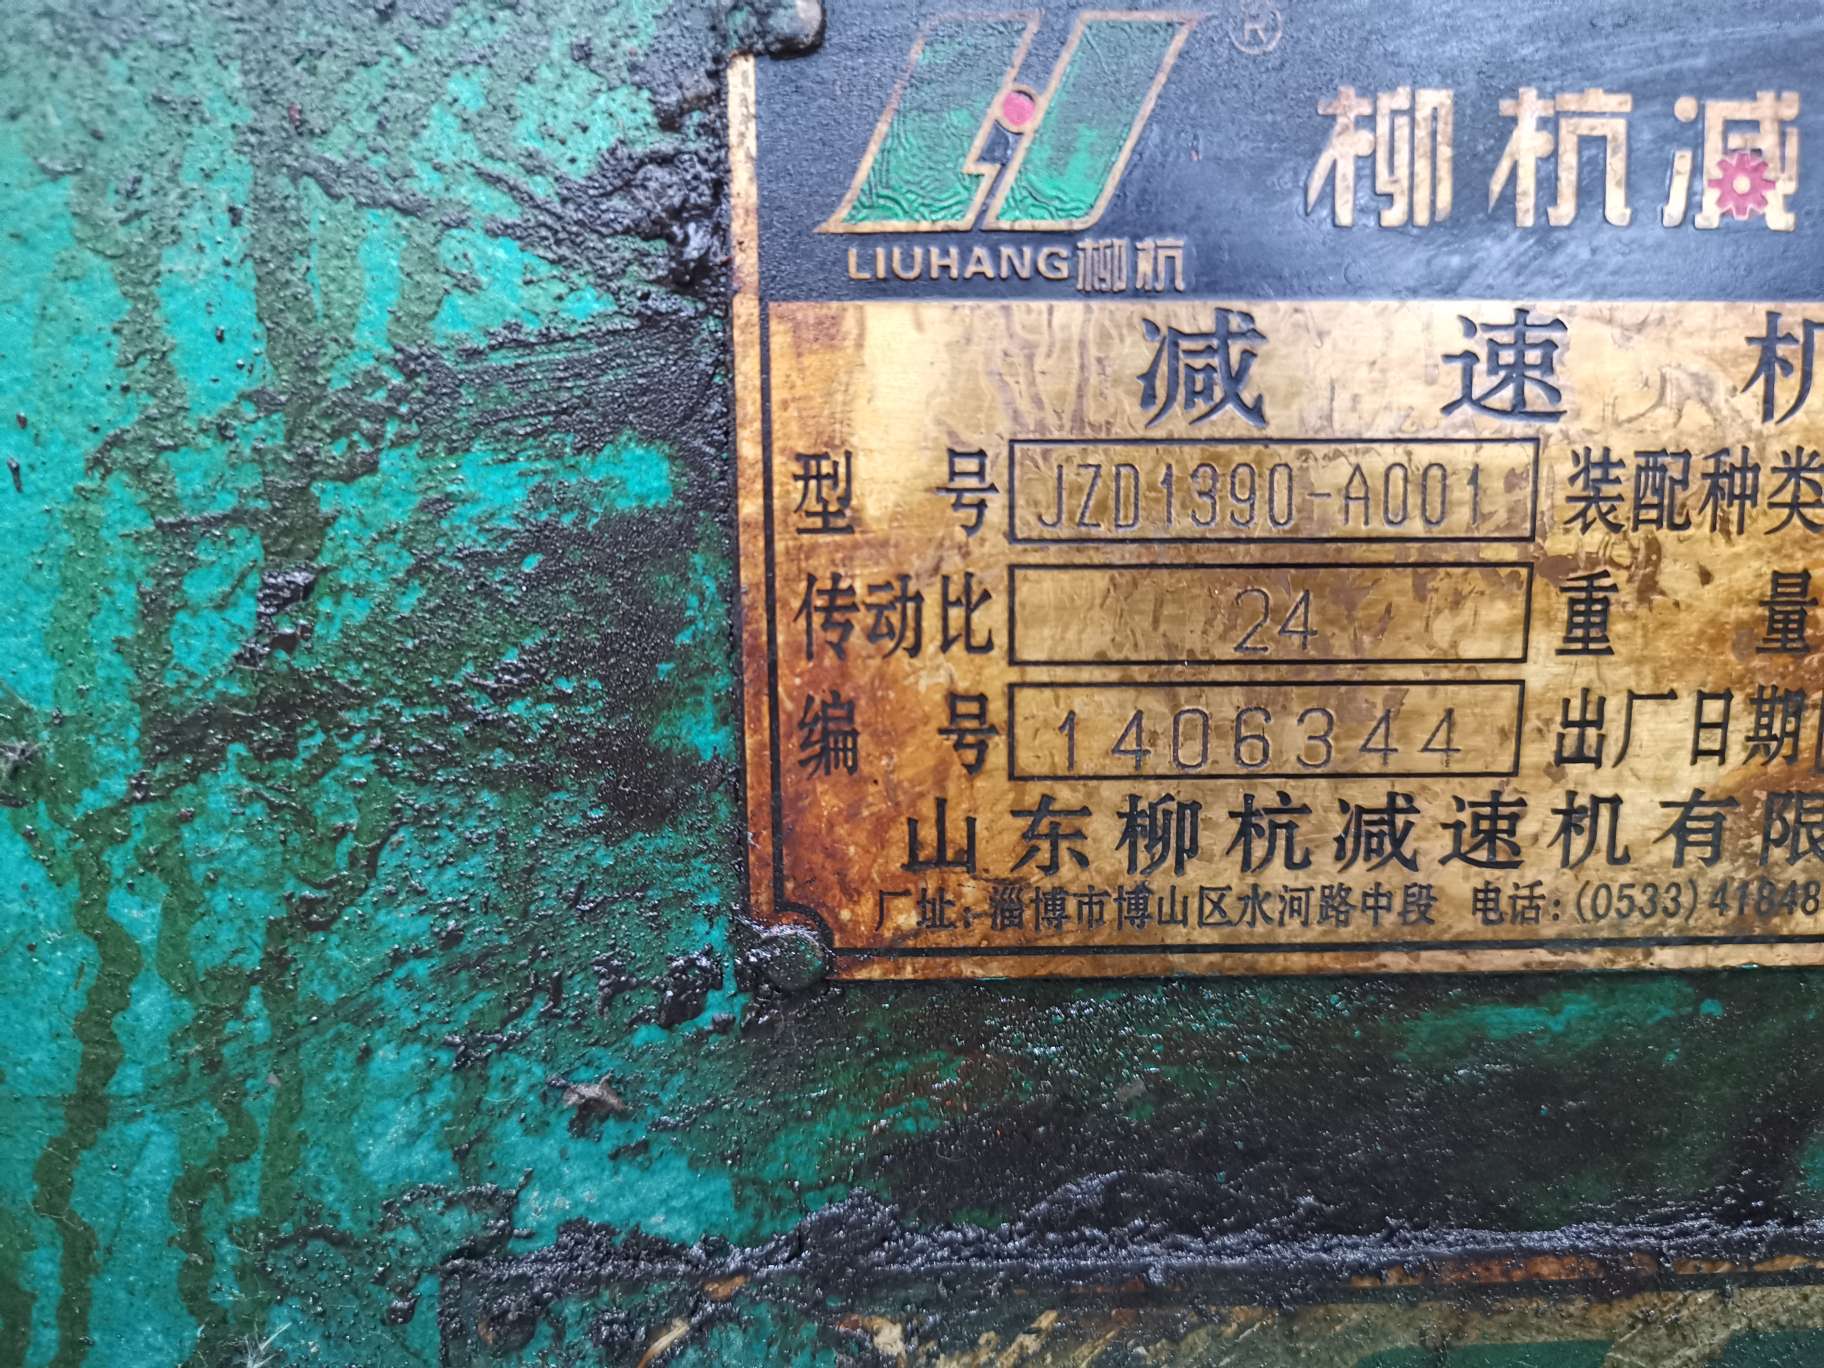 ®
柳杭减
LIUHANG柳杭
减速机
型号 JZD1390-A001 装配种类
传动比 24 重量
编号 1406344 出厂日期
山东柳杭减速机有限
厂址:淄博市博山区水河路中段 电话:(0533)41848